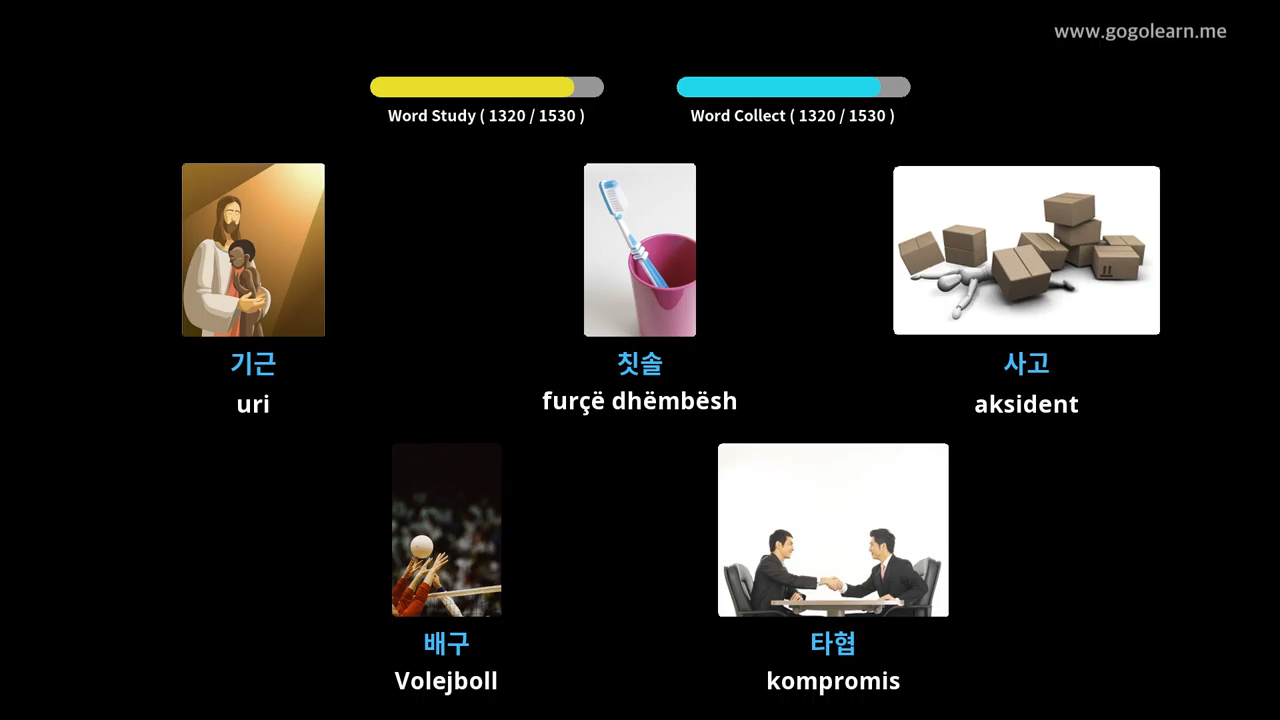 www.gogolearn.me
Word Study ( 1320 / 1530 )
Word Collect ( 1320 / 1530 )
기근
uri
칫솔
furçë dhëmbësh
사고
aksident
배구
Volejboll
타협
kompromis